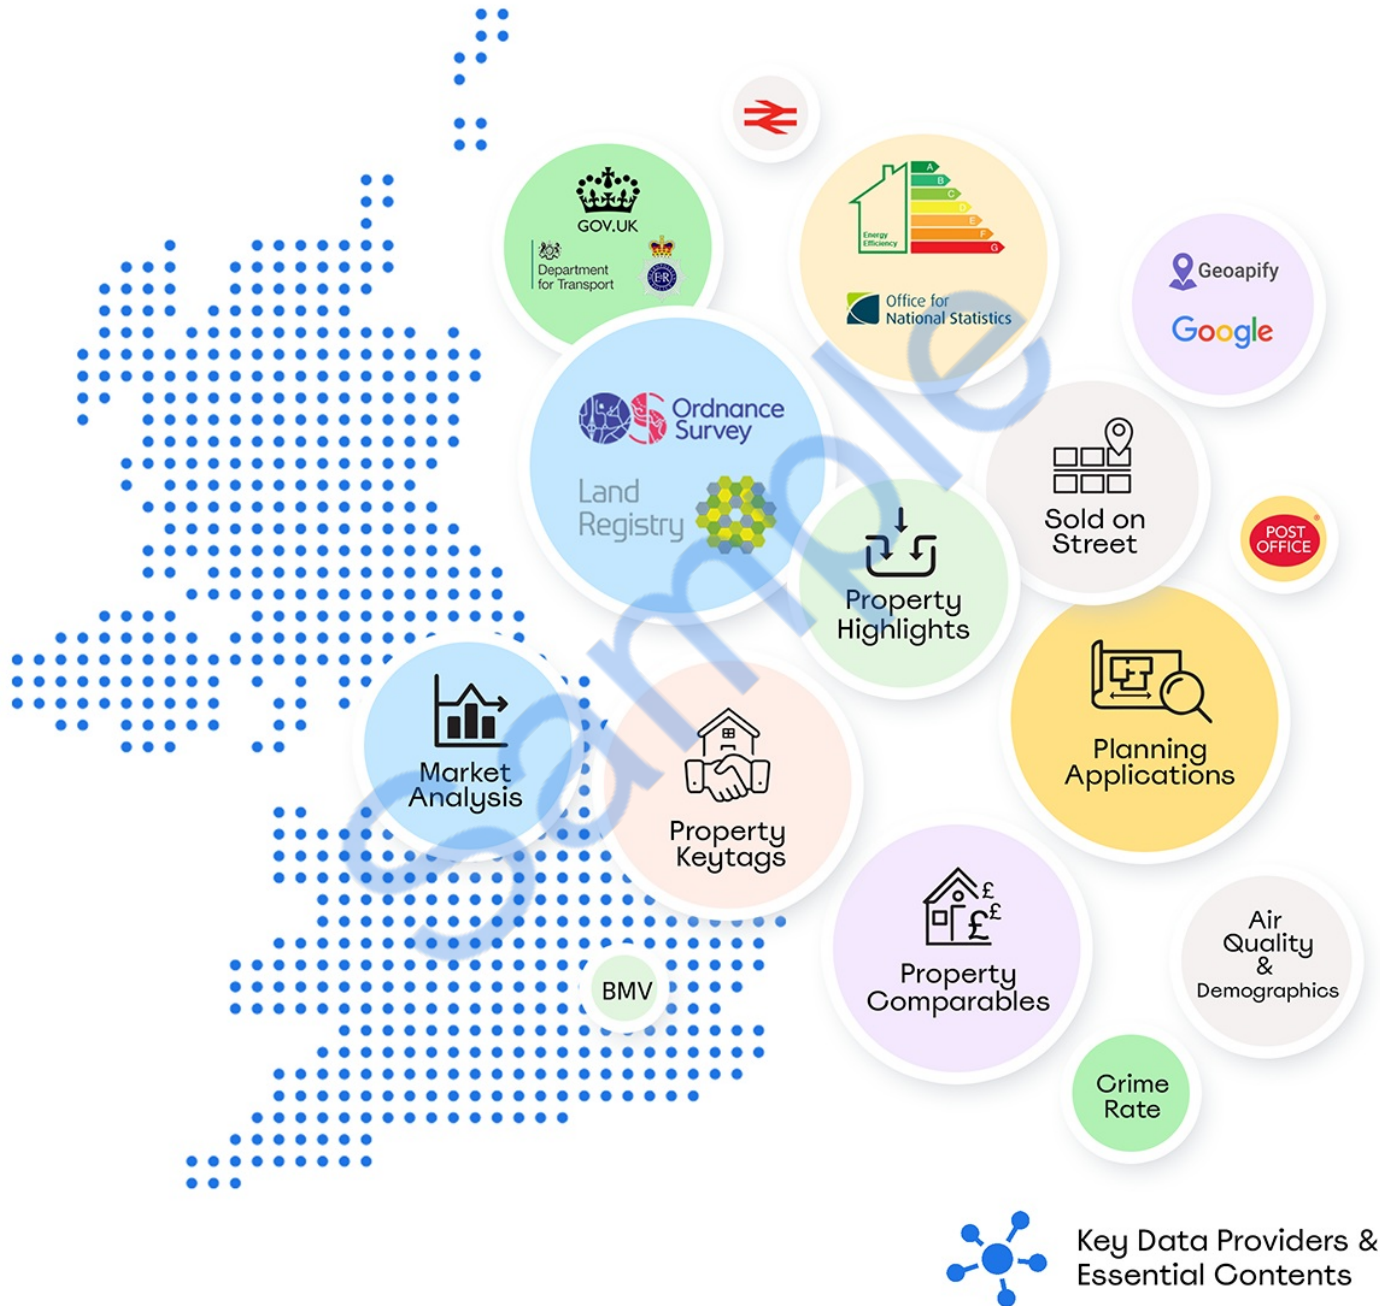 GOV.UK
Department
for Transport
E R
A
B
C
D
E
F
G
Energy
Efficiency
Office for
National Statistics
Geoapify
Google
OS Ordnance
Survey
Land
Registry
Sold on
Street
POST
OFFICE
Property
Highlights
Market
Analysis
Property
Keytags
Planning
Applications
£
£
£
Property
Comparables
Air
Quality
&
Demographics
BMV
Crime
Rate
Sample
Key Data Providers &
Essential Contents